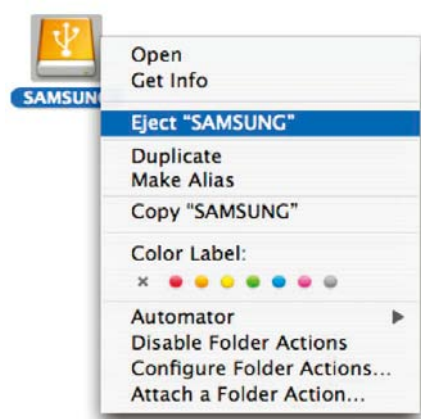 SAMSUNG
Open
Get Info
Eject “SAMSUNG”
Duplicate
Make Alias
Copy “SAMSUNG”
Color Label:
Automator
Disable Folder Actions
Configure Folder Actions...
Attach a Folder Action...